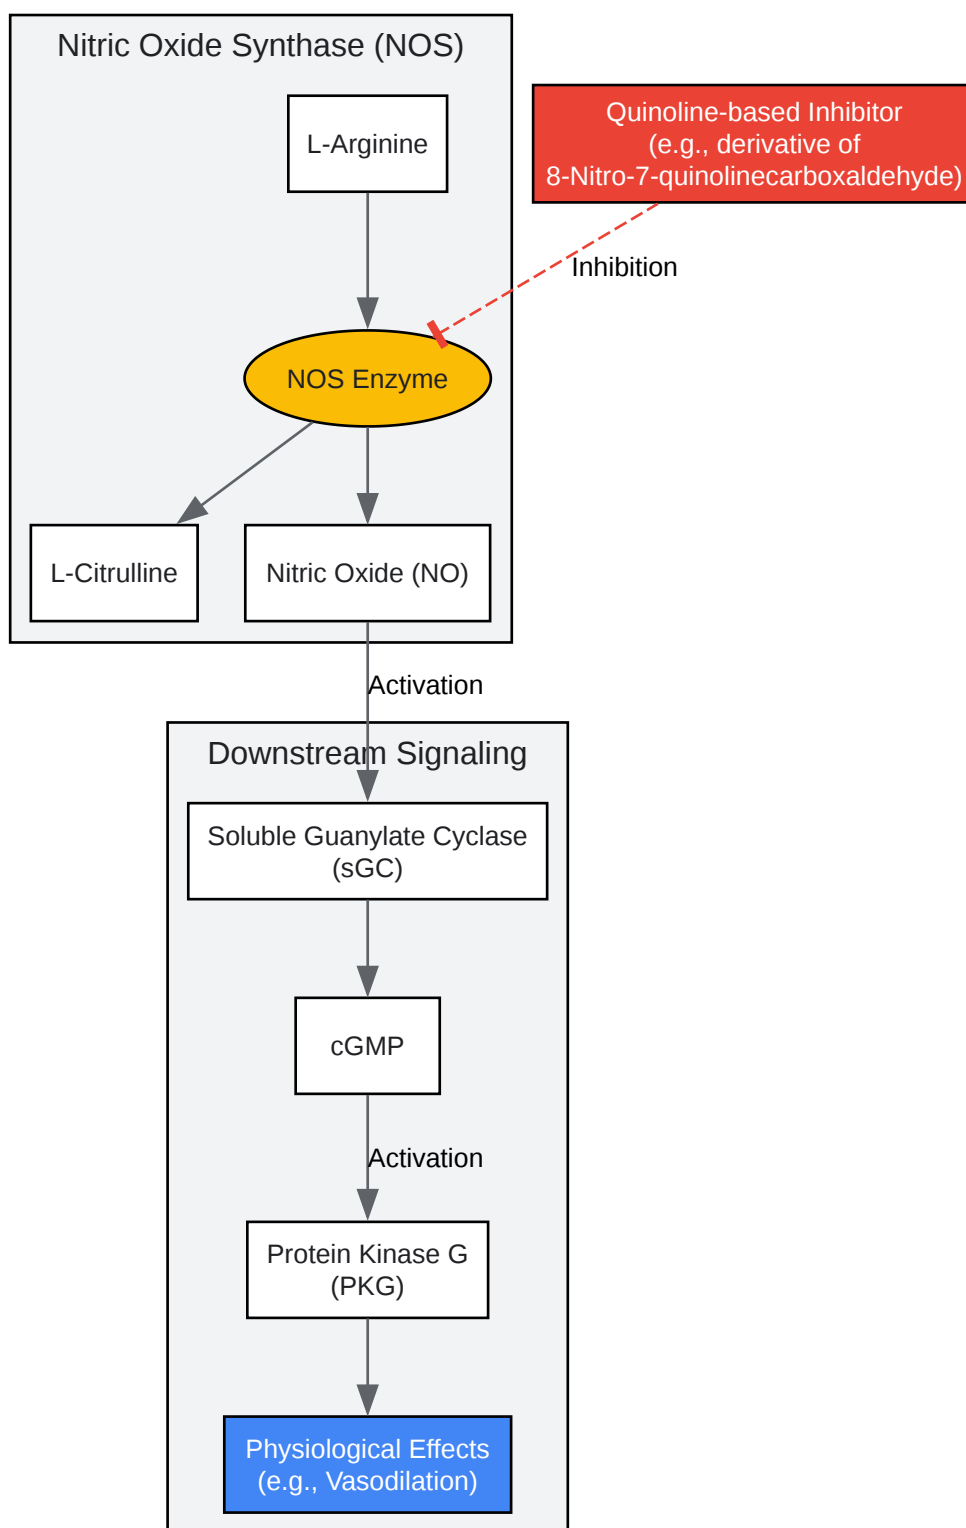 Nitric Oxide Synthase (NOS)
L-Arginine
Quinoline-based Inhibitor
(e.g., derivative of
8-Nitro-7-quinolinecarboxaldehyde)
Inhibition
NOS Enzyme
L-Citrulline
Nitric Oxide (NO)
Activation
Downstream Signaling
Soluble Guanylate Cyclase
(sGC)
cGMP
Activation
Protein Kinase G
(PKG)
Physiological Effects
(e.g., Vasodilation)